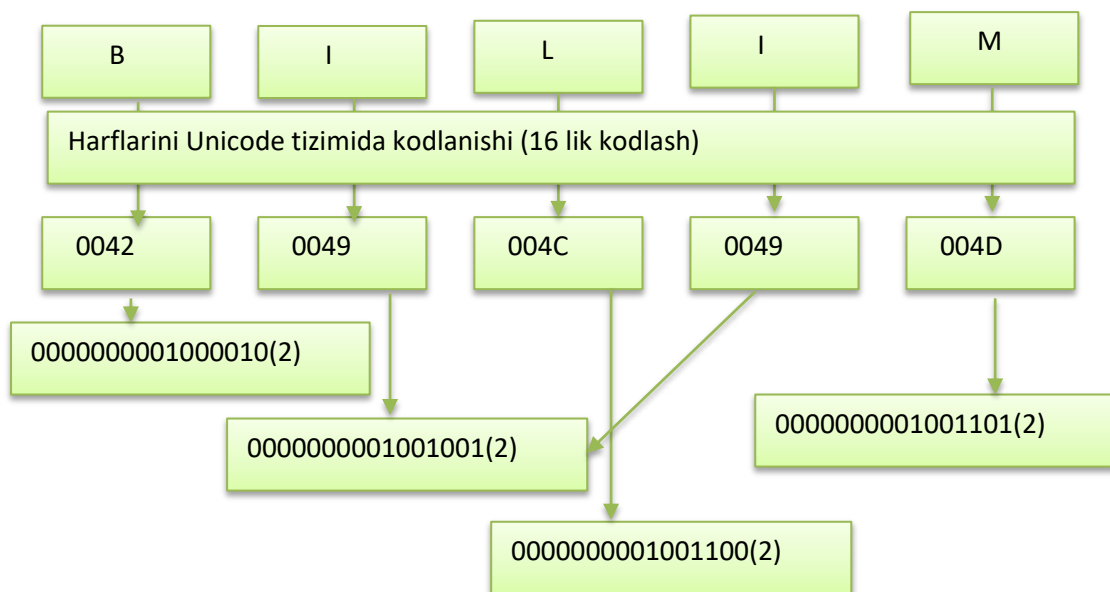 B
I
L
I
M
Harflarini Unicode tizimida kodlanishi (16 lik kodlash)
0042
0049
004C
0049
004D
0000000001000010(2)
0000000001001001(2)
0000000001001101(2)
0000000001001100(2)